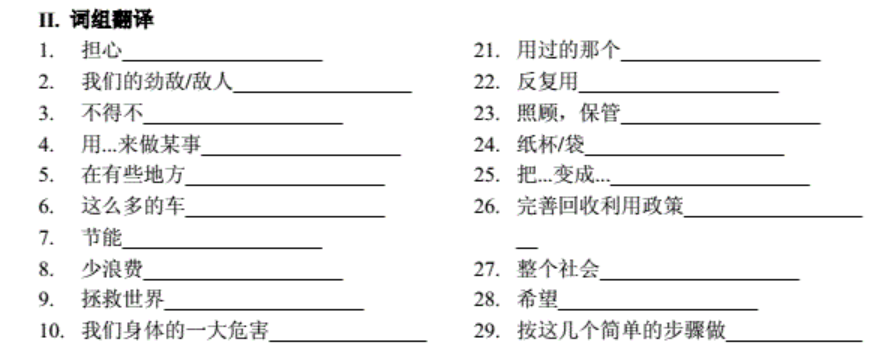 II. 词组翻译
1. 担心
2. 我们的劲敌/敌人
3. 不得不
4. 用...来做某事
5. 在有些地方
6. 这么多的车
7. 节能
8. 少浪费
9. 拯救世界
10. 我们身体的一大危害
21. 用过的那个
22. 反复用
23. 照顾，保管
24. 纸杯/袋
25. 把...变成...
26. 完善回收利用政策
27. 整个社会
28. 希望
29. 按这几个简单的步骤做